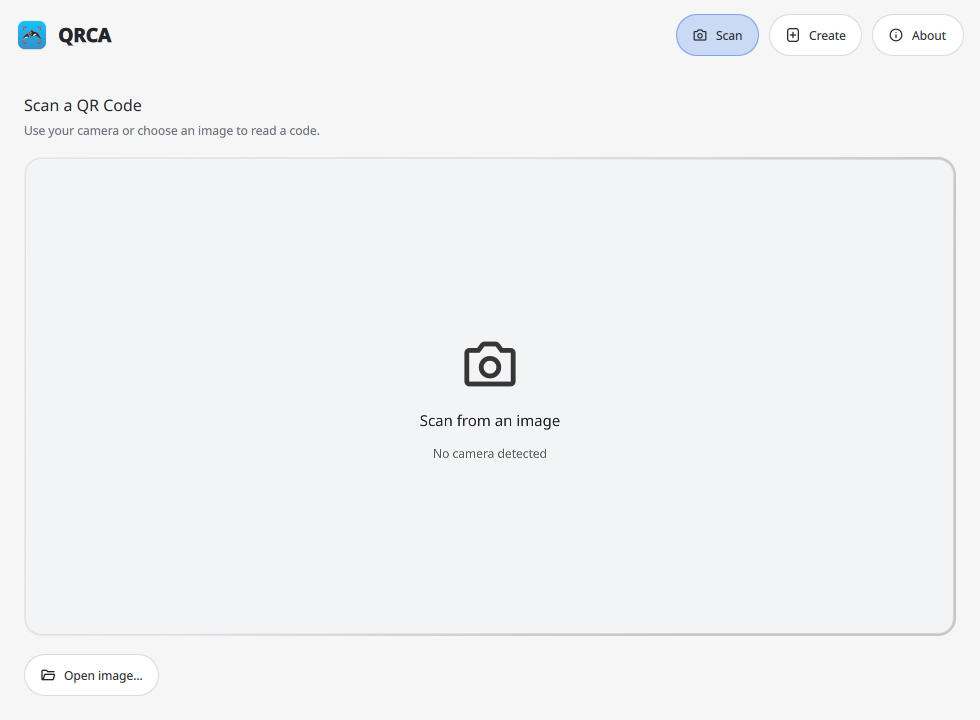 QRCA
Scan
Create
About
Scan a QR Code
Use your camera or choose an image to read a code.
Scan from an image
No camera detected
Open image...